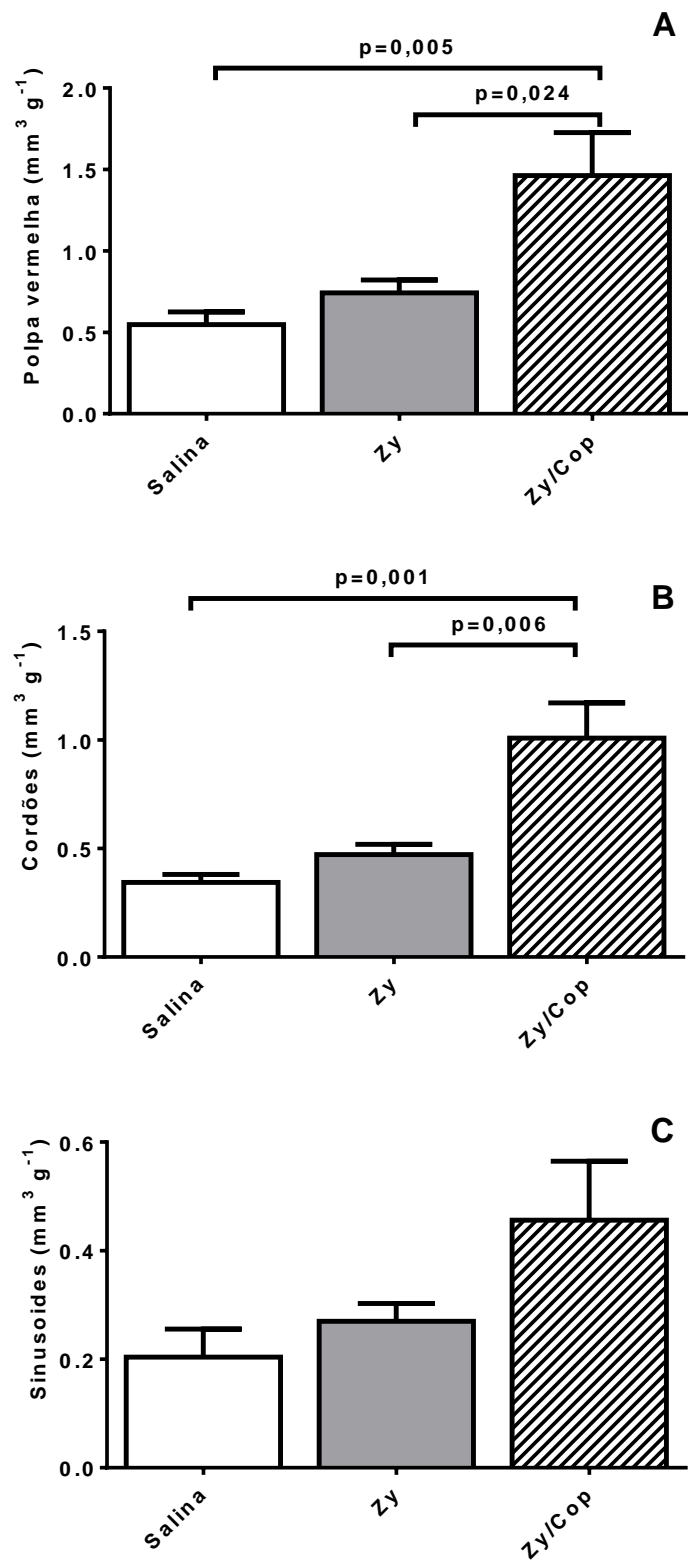 A
p=0,005
p=0,024
Polpa vermelha (mm³ g⁻¹)
2.0
1.5
1.0
0.5
0.0
Salina
Zy
Zy/Cop
B
p=0,001
p=0,006
Cordões (mm³ g⁻¹)
1.5
1.0
0.5
0.0
Salina
Zy
Zy/Cop
C
Sinusoides (mm³ g⁻¹)
0.6
0.4
0.2
0.0
Salina
Zy
Zy/Cop